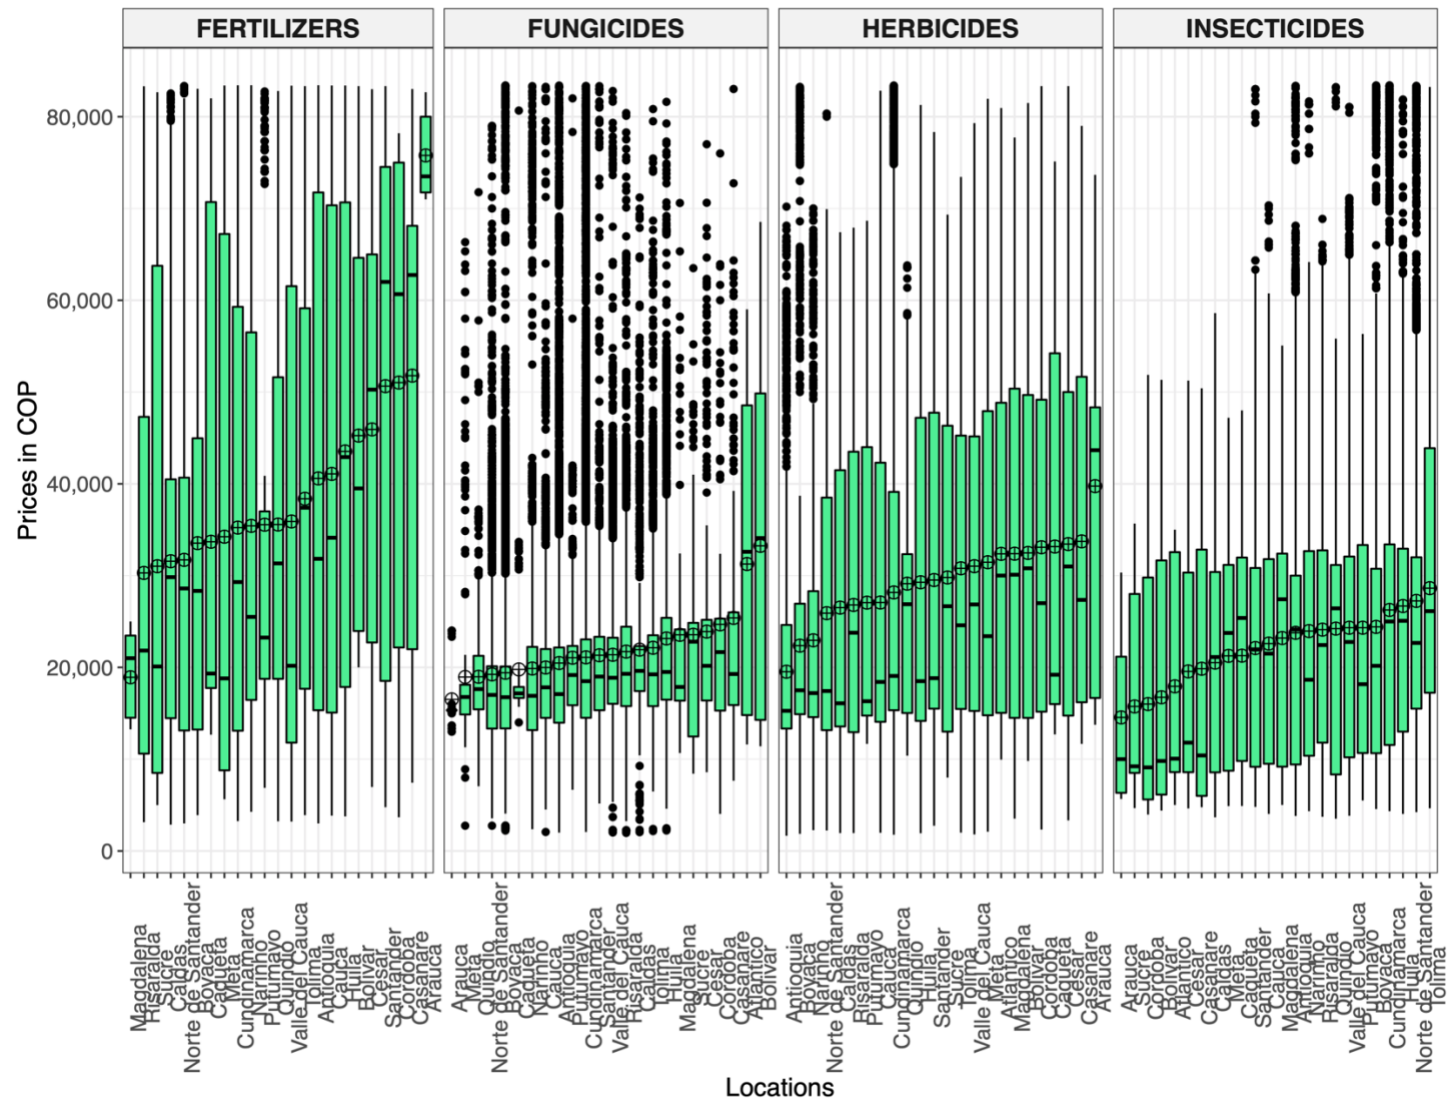 FERTILIZERS
FUNGICIDES
HERBICIDES
INSECTICIDES
Prices in COP
80,000
60,000
40,000
20,000
0
Magdalena
Risaralda
Sucre
Caldas
Norte de Santander
Boyaca
Caqueta
Meta
Cundinamarca
Narino
Putumayo
Quindio
Valle del Cauca
Tolima
Antioquia
Cauca
Huila
Bolivar
Cesar
Santander
Cordoba
Casanare
Arauca
Arauca
Meta
Quindio
Norte de Santander
Boyaca
Caqueta
Narino
Cauca
Antioquia
Putumayo
Cundinamarca
Santander
Valle del Cauca
Risaralda
Caldas
Tolima
Huila
Magdalena
Sucre
Cesar
Cordoba
Casanare
Atlantico
Bolivar
Antioquia
Boyaca
Narino
Norte de Santander
Caldas
Risaralda
Putumayo
Cauca
Cundinamarca
Quindio
Huila
Santander
Sucre
Tolima
Valle del Cauca
Meta
Atlantico
Magdalena
Bolivar
Cordoba
Cesar
Casanare
Arauca
Arauca
Sucre
Cordoba
Bolivar
Atlantico
Cesar
Casanare
Caldas
Meta
Caqueta
Santander
Cauca
Magdalena
Antioquia
Narino
Risaralda
Quindio
Valle del Cauca
Putumayo
Boyaca
Cundinamarca
Huila
Norte de Santander
Tolima
Locations